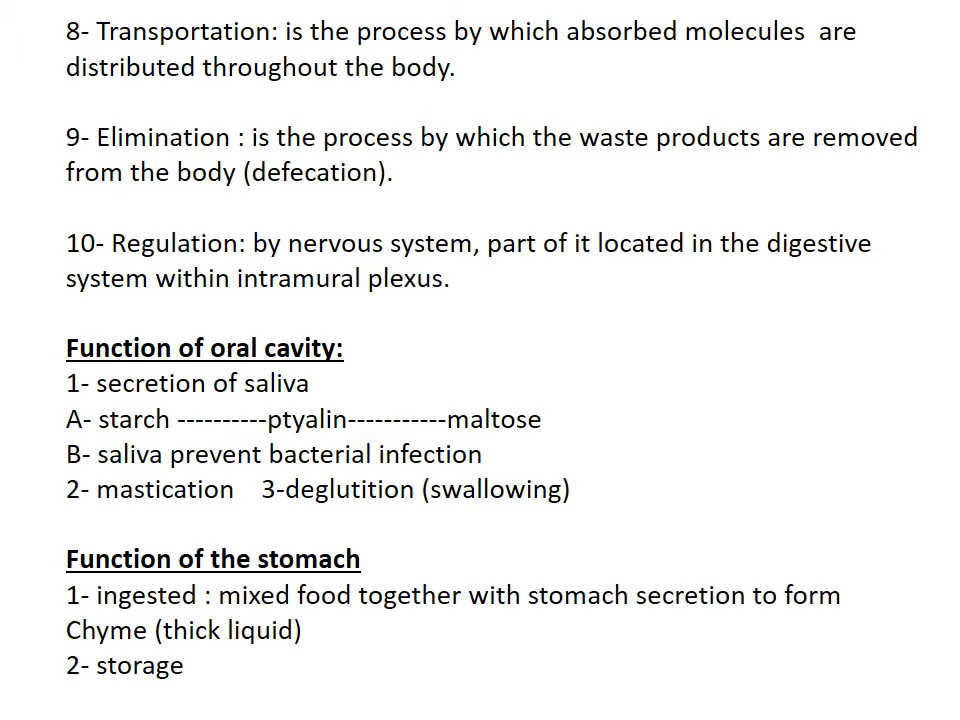 8- Transportation: is the process by which absorbed molecules  are
distributed throughout the body.
9- Elimination : is the process by which the waste products are removed
from the body (defecation).
10- Regulation: by nervous system, part of it located in the digestive
system within intramural plexus.
Function of oral cavity:
1- secretion of saliva
A- starch ----------ptyalin-----------maltose
B- saliva prevent bacterial infection
2- mastication    3-deglutition (swallowing)
Function of the stomach
1- ingested : mixed food together with stomach secretion to form
Chyme (thick liquid)
2- storage